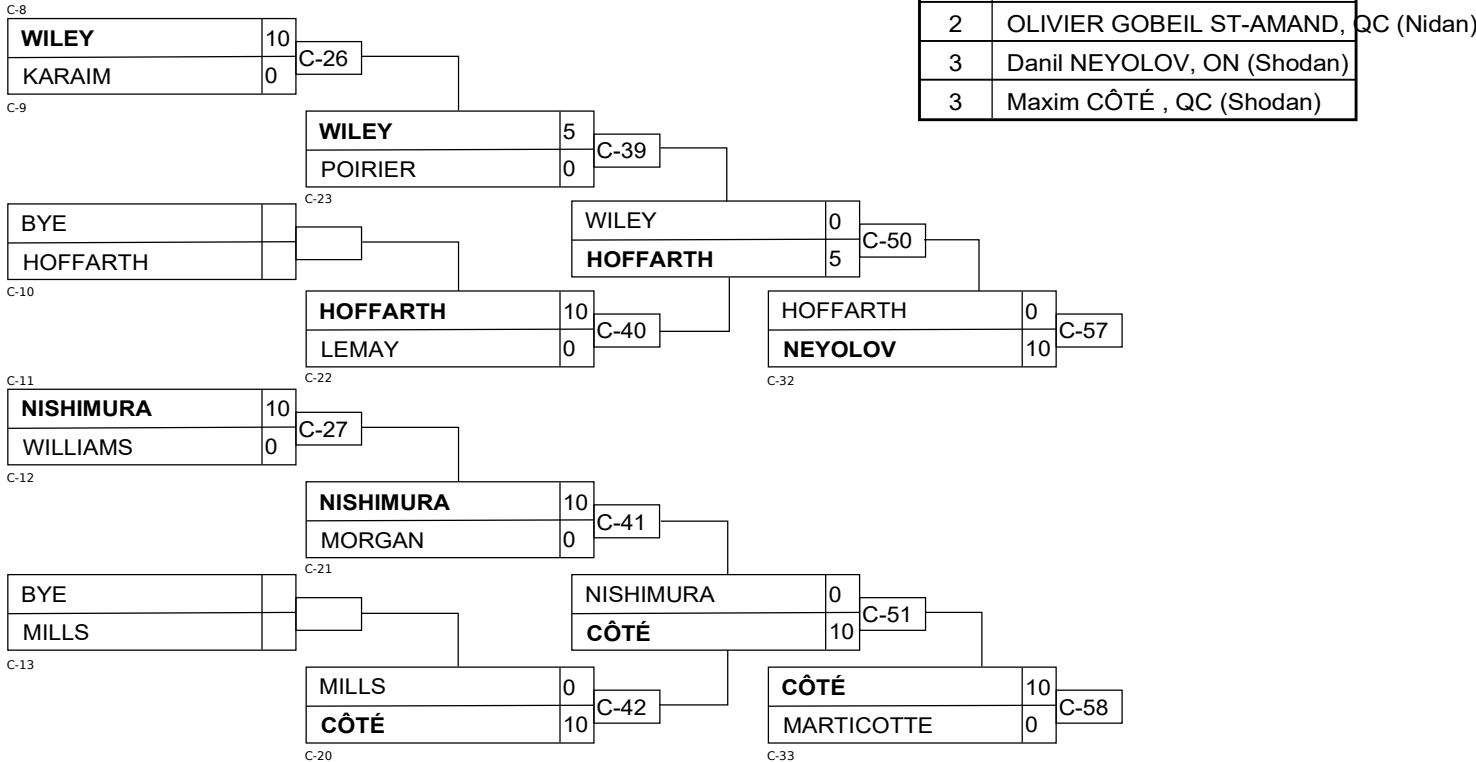 C-8
WILEY 10
KARAIM 0
C-26
C-9
WILEY 5
POIRIER 0
C-39
C-23
BYE
HOFFARTH
C-10
WILEY 0
HOFFARTH 5
C-50
HOFFARTH 10
LEMAY 0
C-40
C-22
HOFFARTH 0
NEYOLOV 10
C-57
C-32
C-11
NISHIMURA 10
WILLIAMS 0
C-27
C-12
NISHIMURA 10
MORGAN 0
C-41
C-21
BYE
MILLS
C-13
NISHIMURA 0
CÔTÉ 10
C-51
MILLS 0
CÔTÉ 10
C-42
C-20
CÔTÉ 10
MARTICOTTE 0
C-58
C-33
2 OLIVIER GOBEIL ST-AMAND, QC (Nidan)
3 Danil NEYOLOV, ON (Shodan)
3 Maxim CÔTÉ , QC (Shodan)